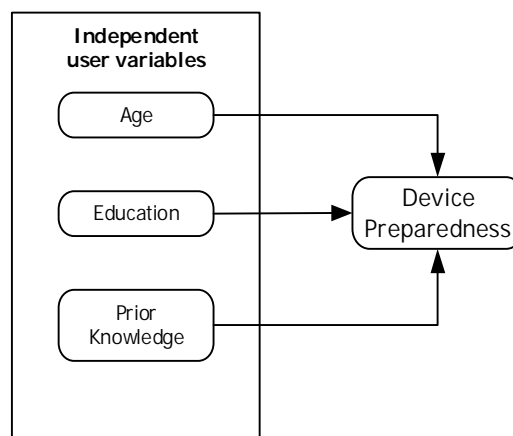 Independent
user variables
Age
Education
Device
Preparedness
Prior
Knowledge